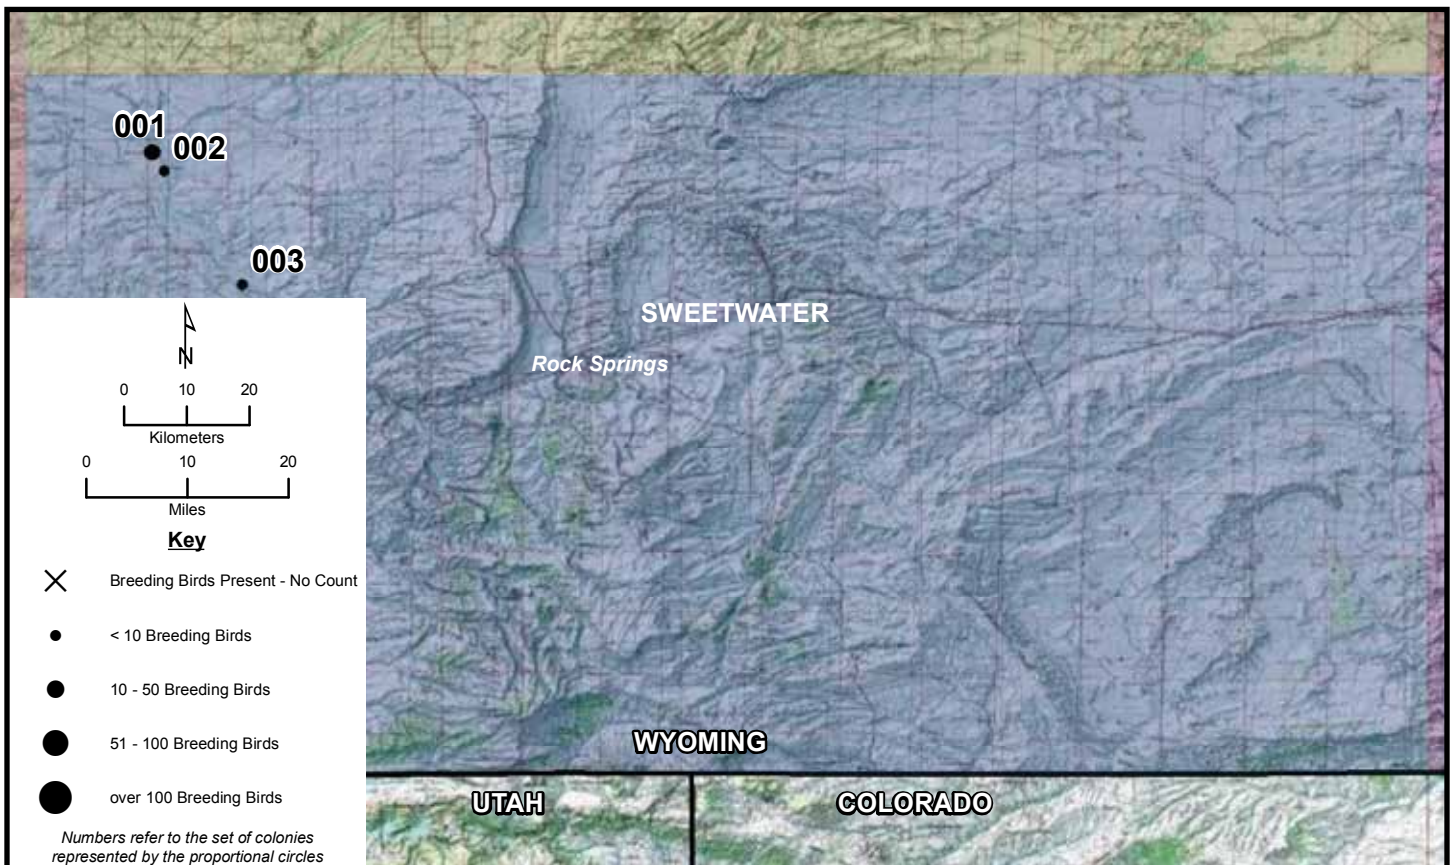 001
002
003
SWEETWATER
Rock Springs
N
0 10 20
Kilometers
0 10 20
Miles
Key
Breeding Birds Present - No Count
< 10 Breeding Birds
10 - 50 Breeding Birds
51 - 100 Breeding Birds
over 100 Breeding Birds
Numbers refer to the set of colonies
represented by the proportional circles
WYOMING
UTAH
COLORADO